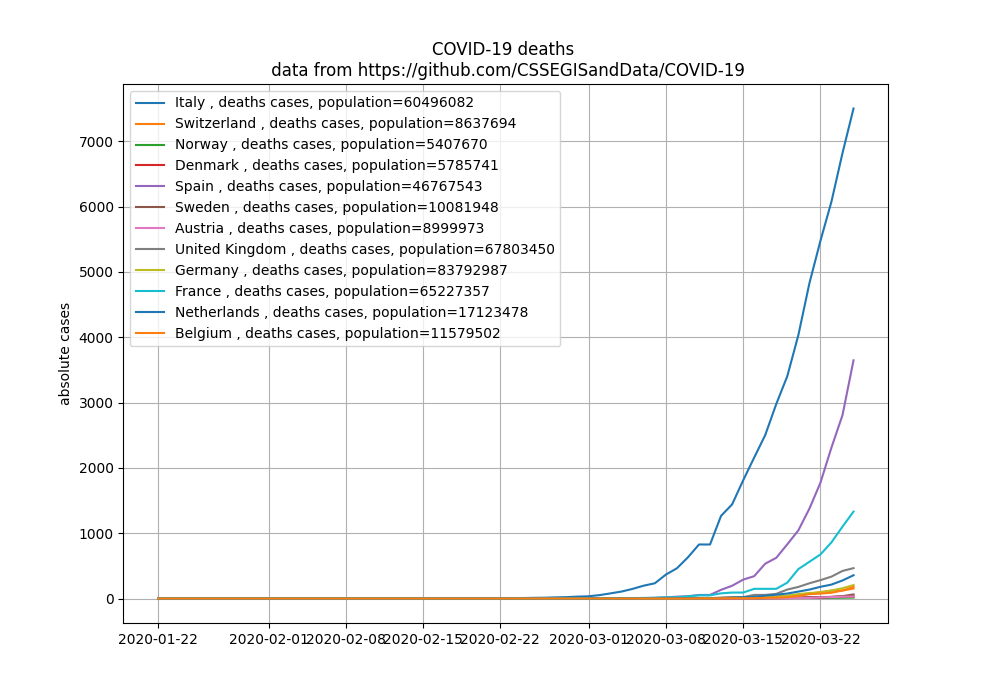 COVID-19 deaths
data from https://github.com/CSSEGISandData/COVID-19
Italy , deaths cases, population=60496082
Switzerland , deaths cases, population=8637694
Norway , deaths cases, population=5407670
Denmark , deaths cases, population=5785741
Spain , deaths cases, population=46767543
Sweden , deaths cases, population=10081948
Austria , deaths cases, population=8999973
United Kingdom , deaths cases, population=67803450
Germany , deaths cases, population=83792987
France , deaths cases, population=65227357
Netherlands , deaths cases, population=17123478
Belgium , deaths cases, population=11579502
absolute cases
7000
6000
5000
4000
3000
2000
1000
0
2020-01-22 2020-02-01 2020-02-08 2020-02-15 2020-02-22 2020-03-01 2020-03-08 2020-03-15 2020-03-22